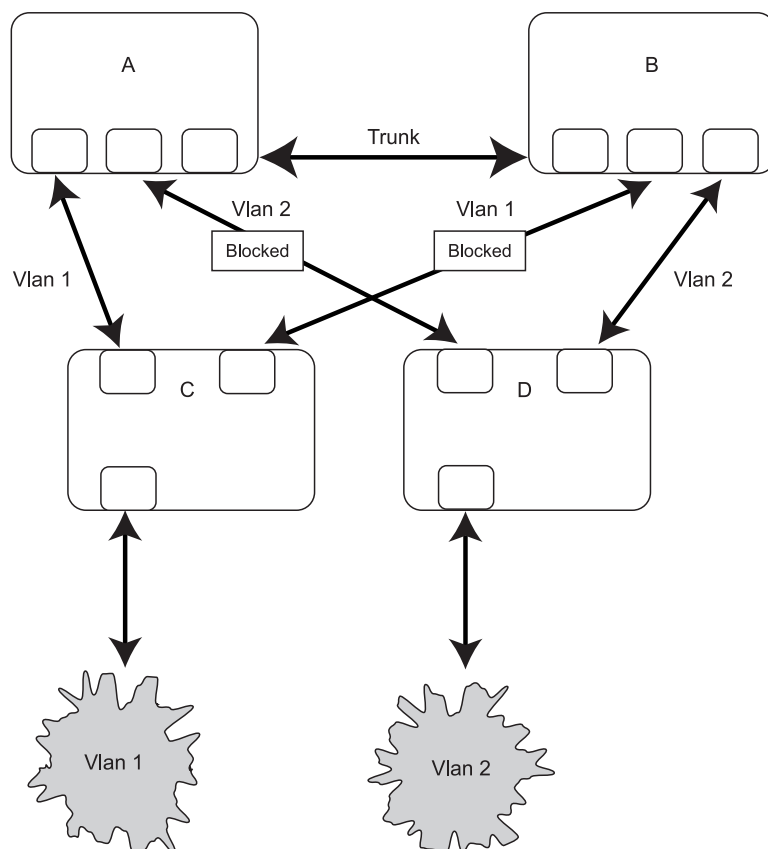 A
B
Trunk
Vlan 2
Vlan 1
Blocked
Blocked
Vlan 1
Vlan 2
C
D
Vlan 1
Vlan 2